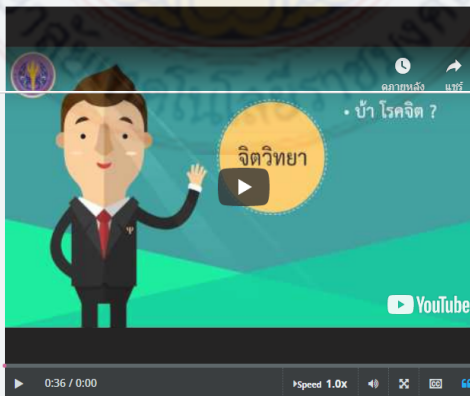 ดูภายหลัง
แชร์
• บ้า โรคจิต ?
จิตวิทยา
YouTube
0:36 / 0:00
Speed 1.0x
CC